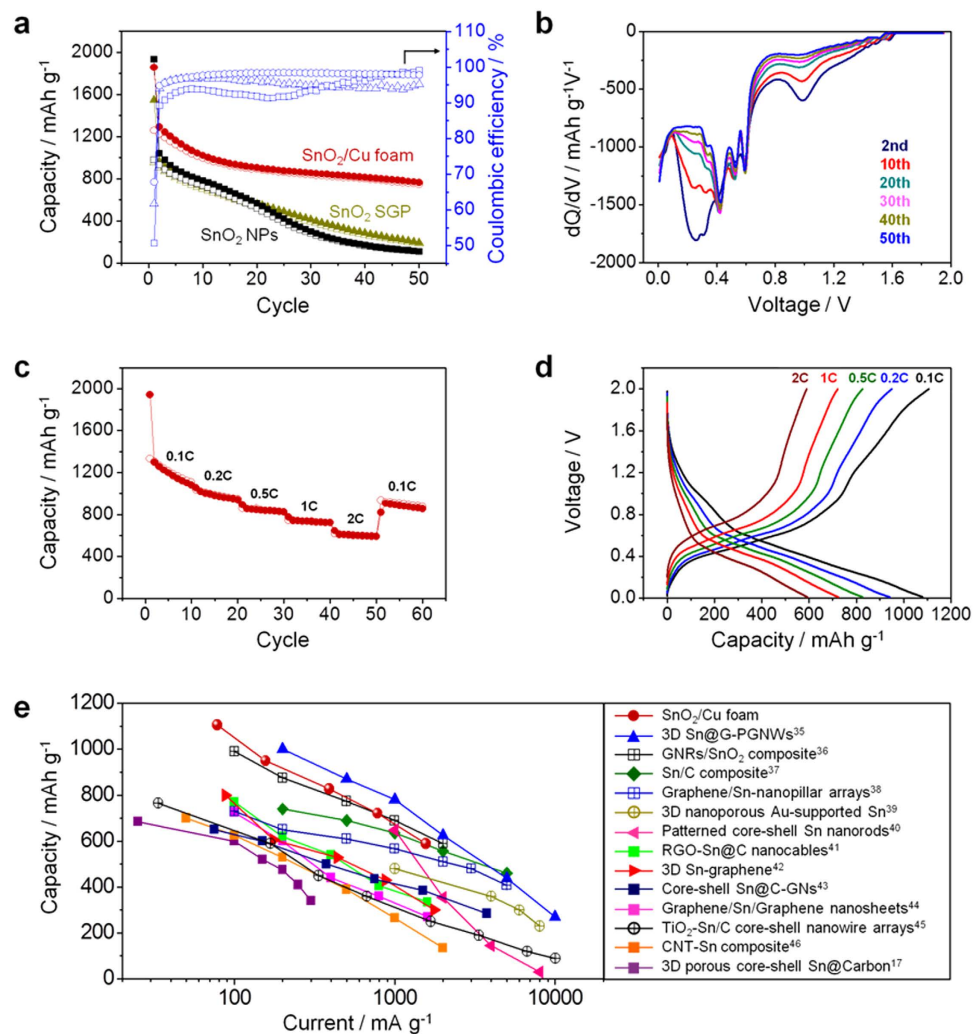 a
2000
1600
1200
800
400
0
Capacity / mAh g⁻¹
0 10 20 30 40 50
Cycle
SnO₂/Cu foam
SnO₂ SGP
SnO₂ NPs
110
100
90
80
70
60
50
Coulombic efficiency / %
b
0
-500
-1000
-1500
-2000
dQ/dV / mAh g⁻¹V⁻¹
2nd
10th
20th
30th
40th
50th
0.0 0.4 0.8 1.2 1.6 2.0
Voltage / V
c
2000
1600
1200
800
400
0
Capacity / mAh g⁻¹
0.1C
0.2C
0.5C
1C
2C
0.1C
0 10 20 30 40 50 60
Cycle
d
2C 1C 0.5C 0.2C 0.1C
2.0
1.6
1.2
0.8
0.4
0.0
Voltage / V
0 200 400 600 800 1000 1200
Capacity / mAh g⁻¹
e
1200
1000
800
600
400
200
0
Capacity / mAh g⁻¹
100 1000 10000
Current / mA g⁻¹
SnO₂/Cu foam
3D Sn@G-PGNWs³⁵
GNRs/SnO₂ composite³⁶
Sn/C composite³⁷
Graphene/Sn-nanopillar arrays³⁸
3D nanoporous Au-supported Sn³⁹
Patterned core-shell Sn nanorods⁴⁰
RGO-Sn@C nanocables⁴¹
3D Sn-graphene⁴²
Core-shell Sn@C-GNs⁴³
Graphene/Sn/Graphene nanosheets⁴⁴
TiO₂-Sn/C core-shell nanowire arrays⁴⁵
CNT-Sn composite⁴⁶
3D porous core-shell Sn@Carbon¹⁷